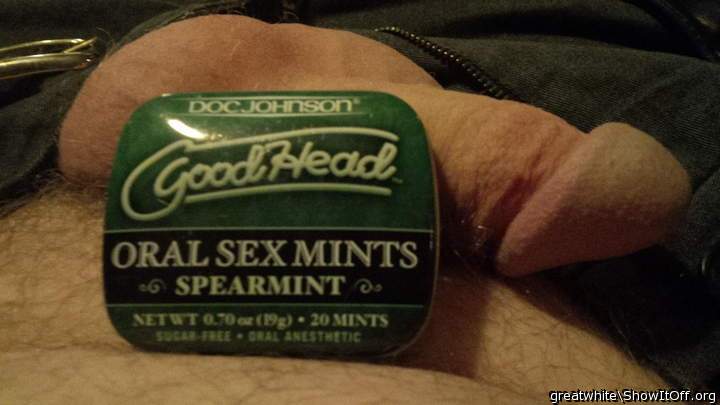 DOC JOHNSON®
GoodHead™
ORAL SEX MINTS
SPEARMINT
NET WT 0.70 oz (19g) • 20 MINTS
SUGAR-FREE • ORAL ANESTHETIC
greatwhite\ShowItOff.org